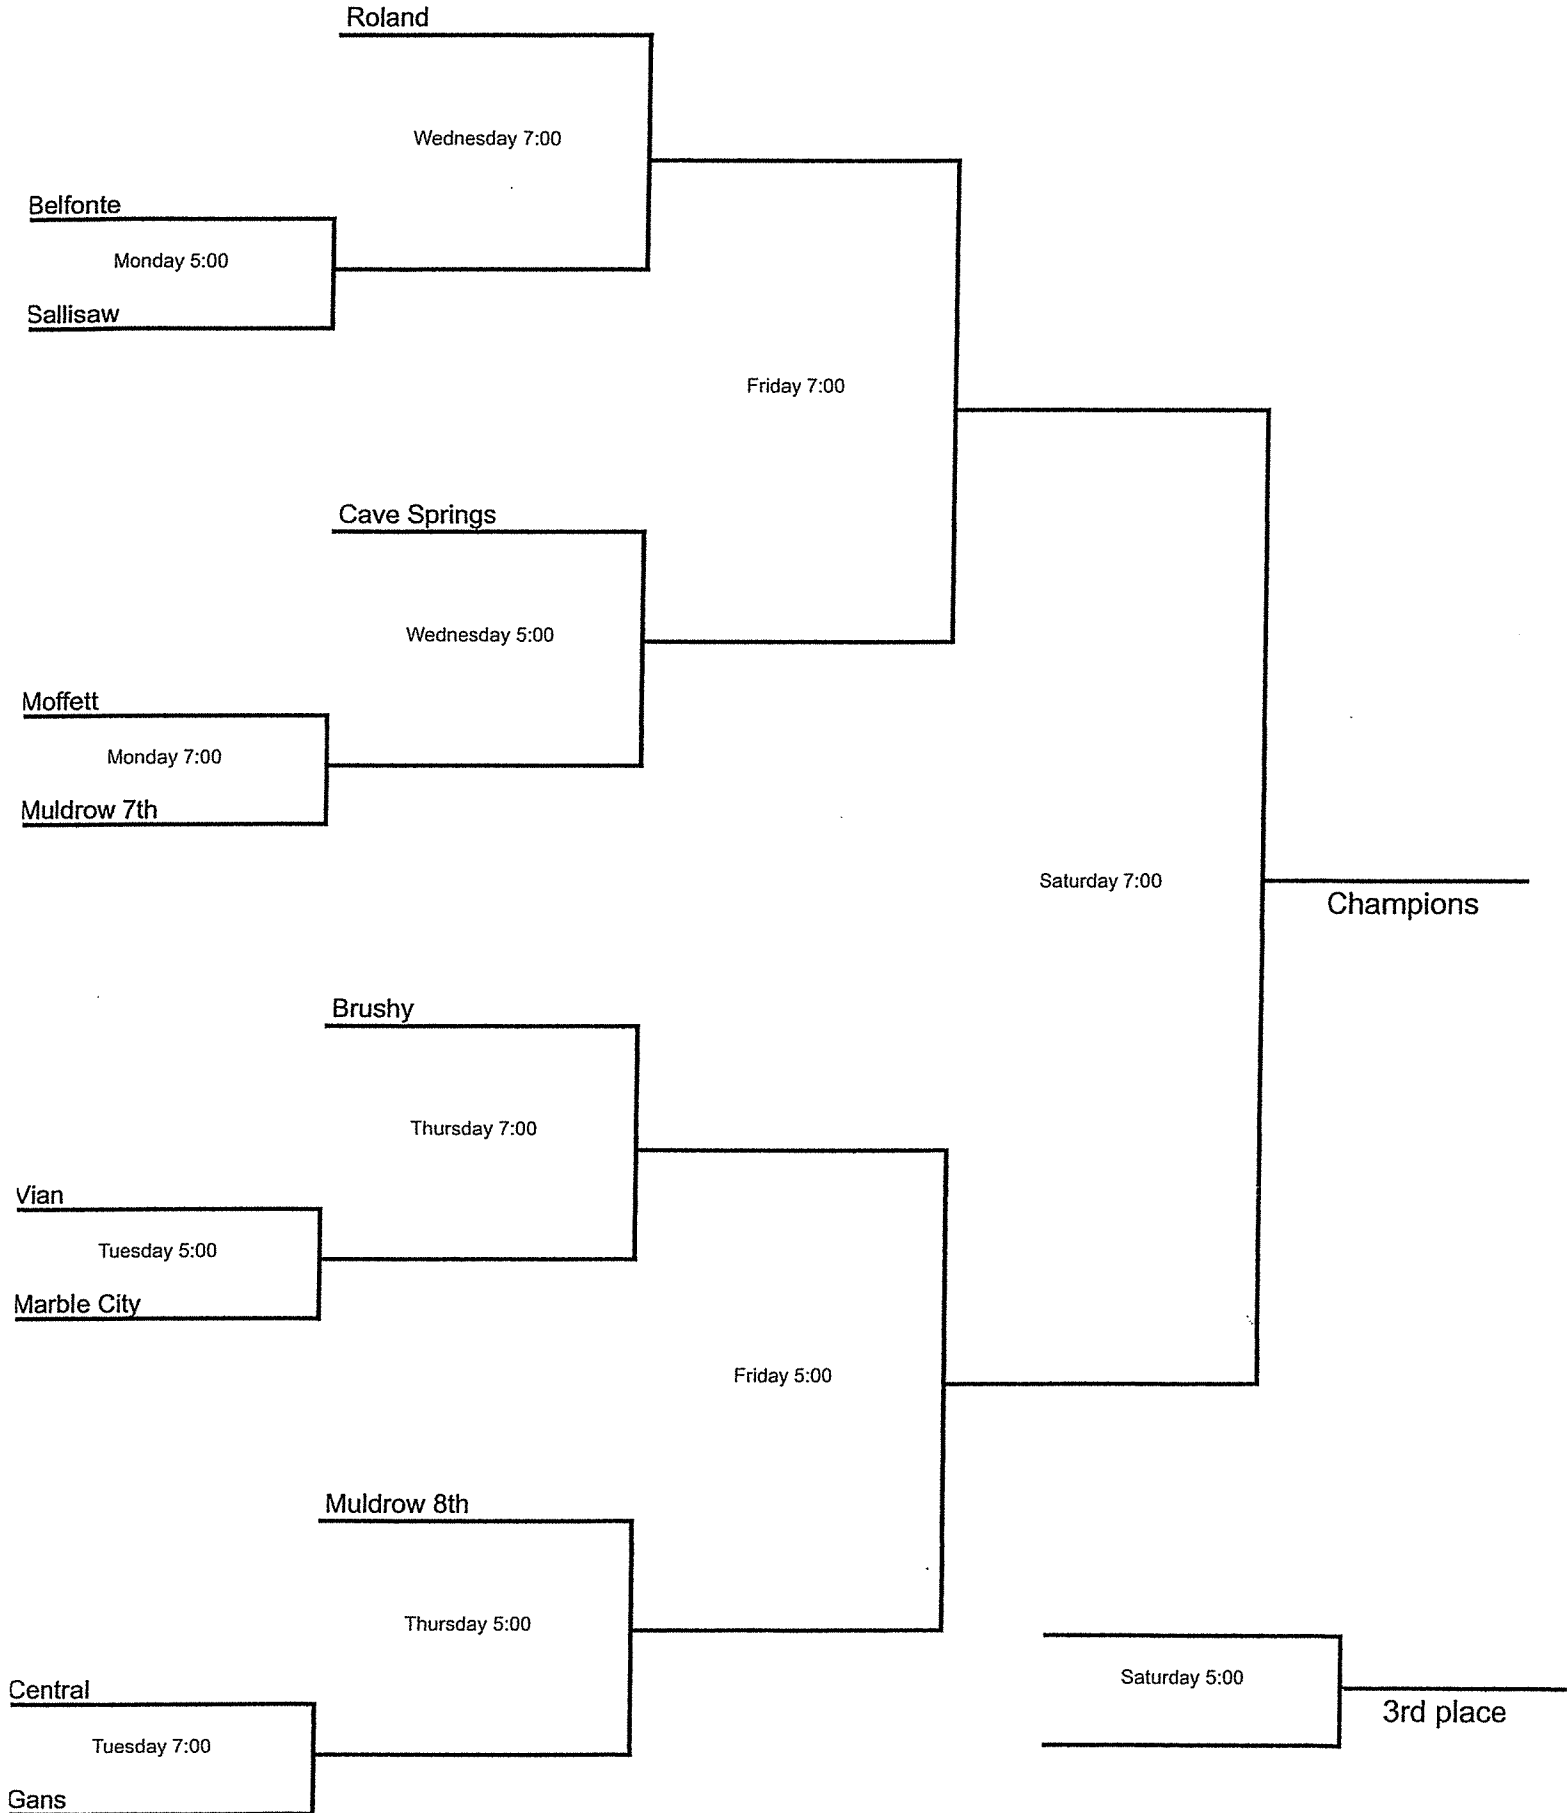 Roland
Wednesday 7:00
Belfonte
Monday 5:00
Sallisaw
Friday 7:00
Cave Springs
Wednesday 5:00
Moffett
Monday 7:00
Muldrow 7th
Saturday 7:00
Champions
Brushy
Thursday 7:00
Vian
Tuesday 5:00
Marble City
Friday 5:00
Muldrow 8th
Thursday 5:00
Central
Tuesday 7:00
Gans
Saturday 5:00
3rd place